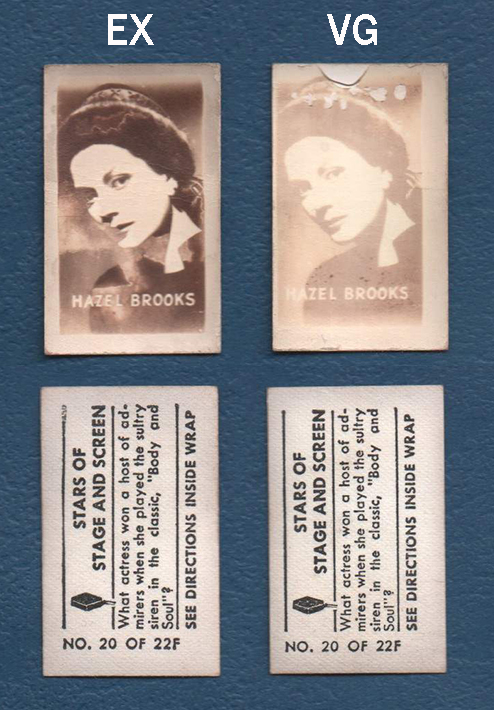 EX
VG
HAZEL BROOKS
HAZEL BROOKS
STARS OF
STAGE AND SCREEN
What actress won a host of ad-
mirers when she played the sultry
siren in the classic, "Body and
Soul"?
SEE DIRECTIONS INSIDE WRAP
NO. 20 OF 22F
STARS OF
STAGE AND SCREEN
What actress won a host of ad-
mirers when she played the sultry
siren in the classic, "Body and
Soul"?
SEE DIRECTIONS INSIDE WRAP
NO. 20 OF 22F